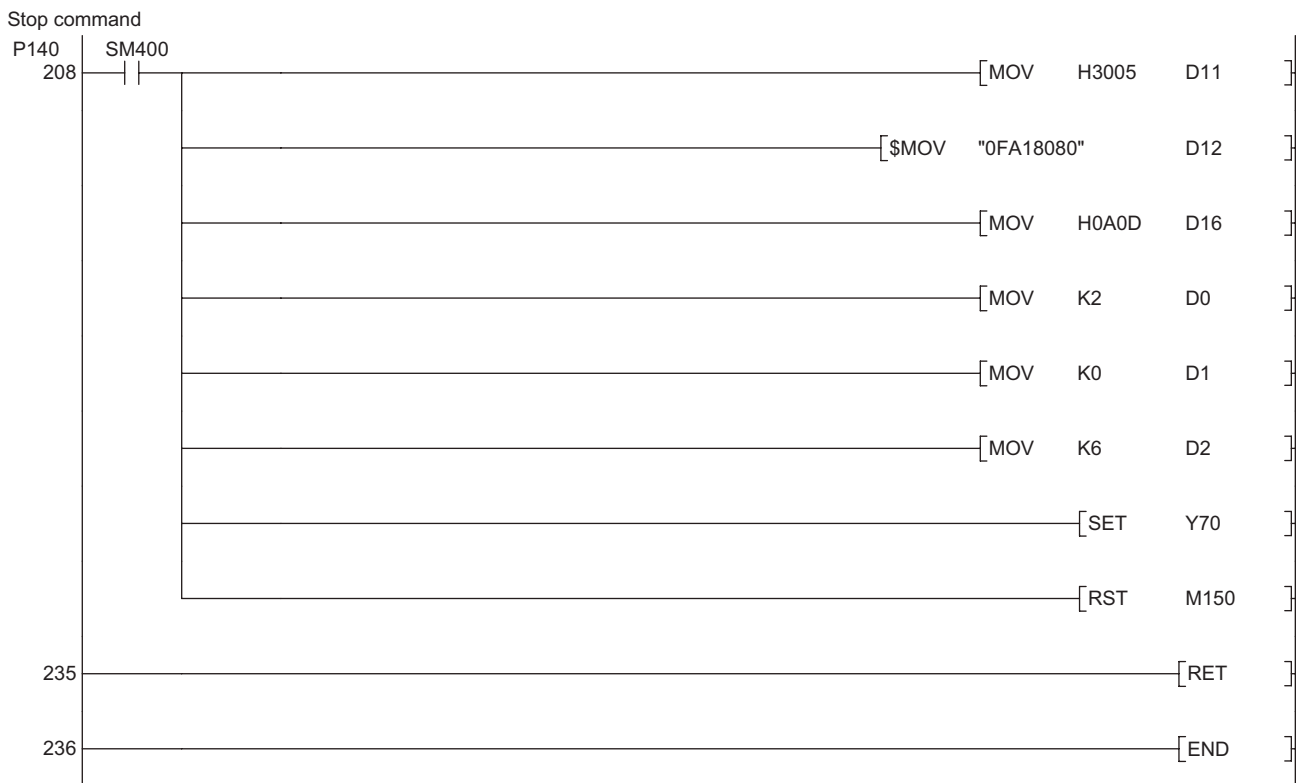 Stop command
P140 SM400
208 [MOV H3005 D11 ]
[$MOV "0FA18080" D12 ]
[MOV H0A0D D16 ]
[MOV K2 D0 ]
[MOV K0 D1 ]
[MOV K6 D2 ]
[SET Y70 ]
[RST M150 ]
235 [RET ]
236 [END ]